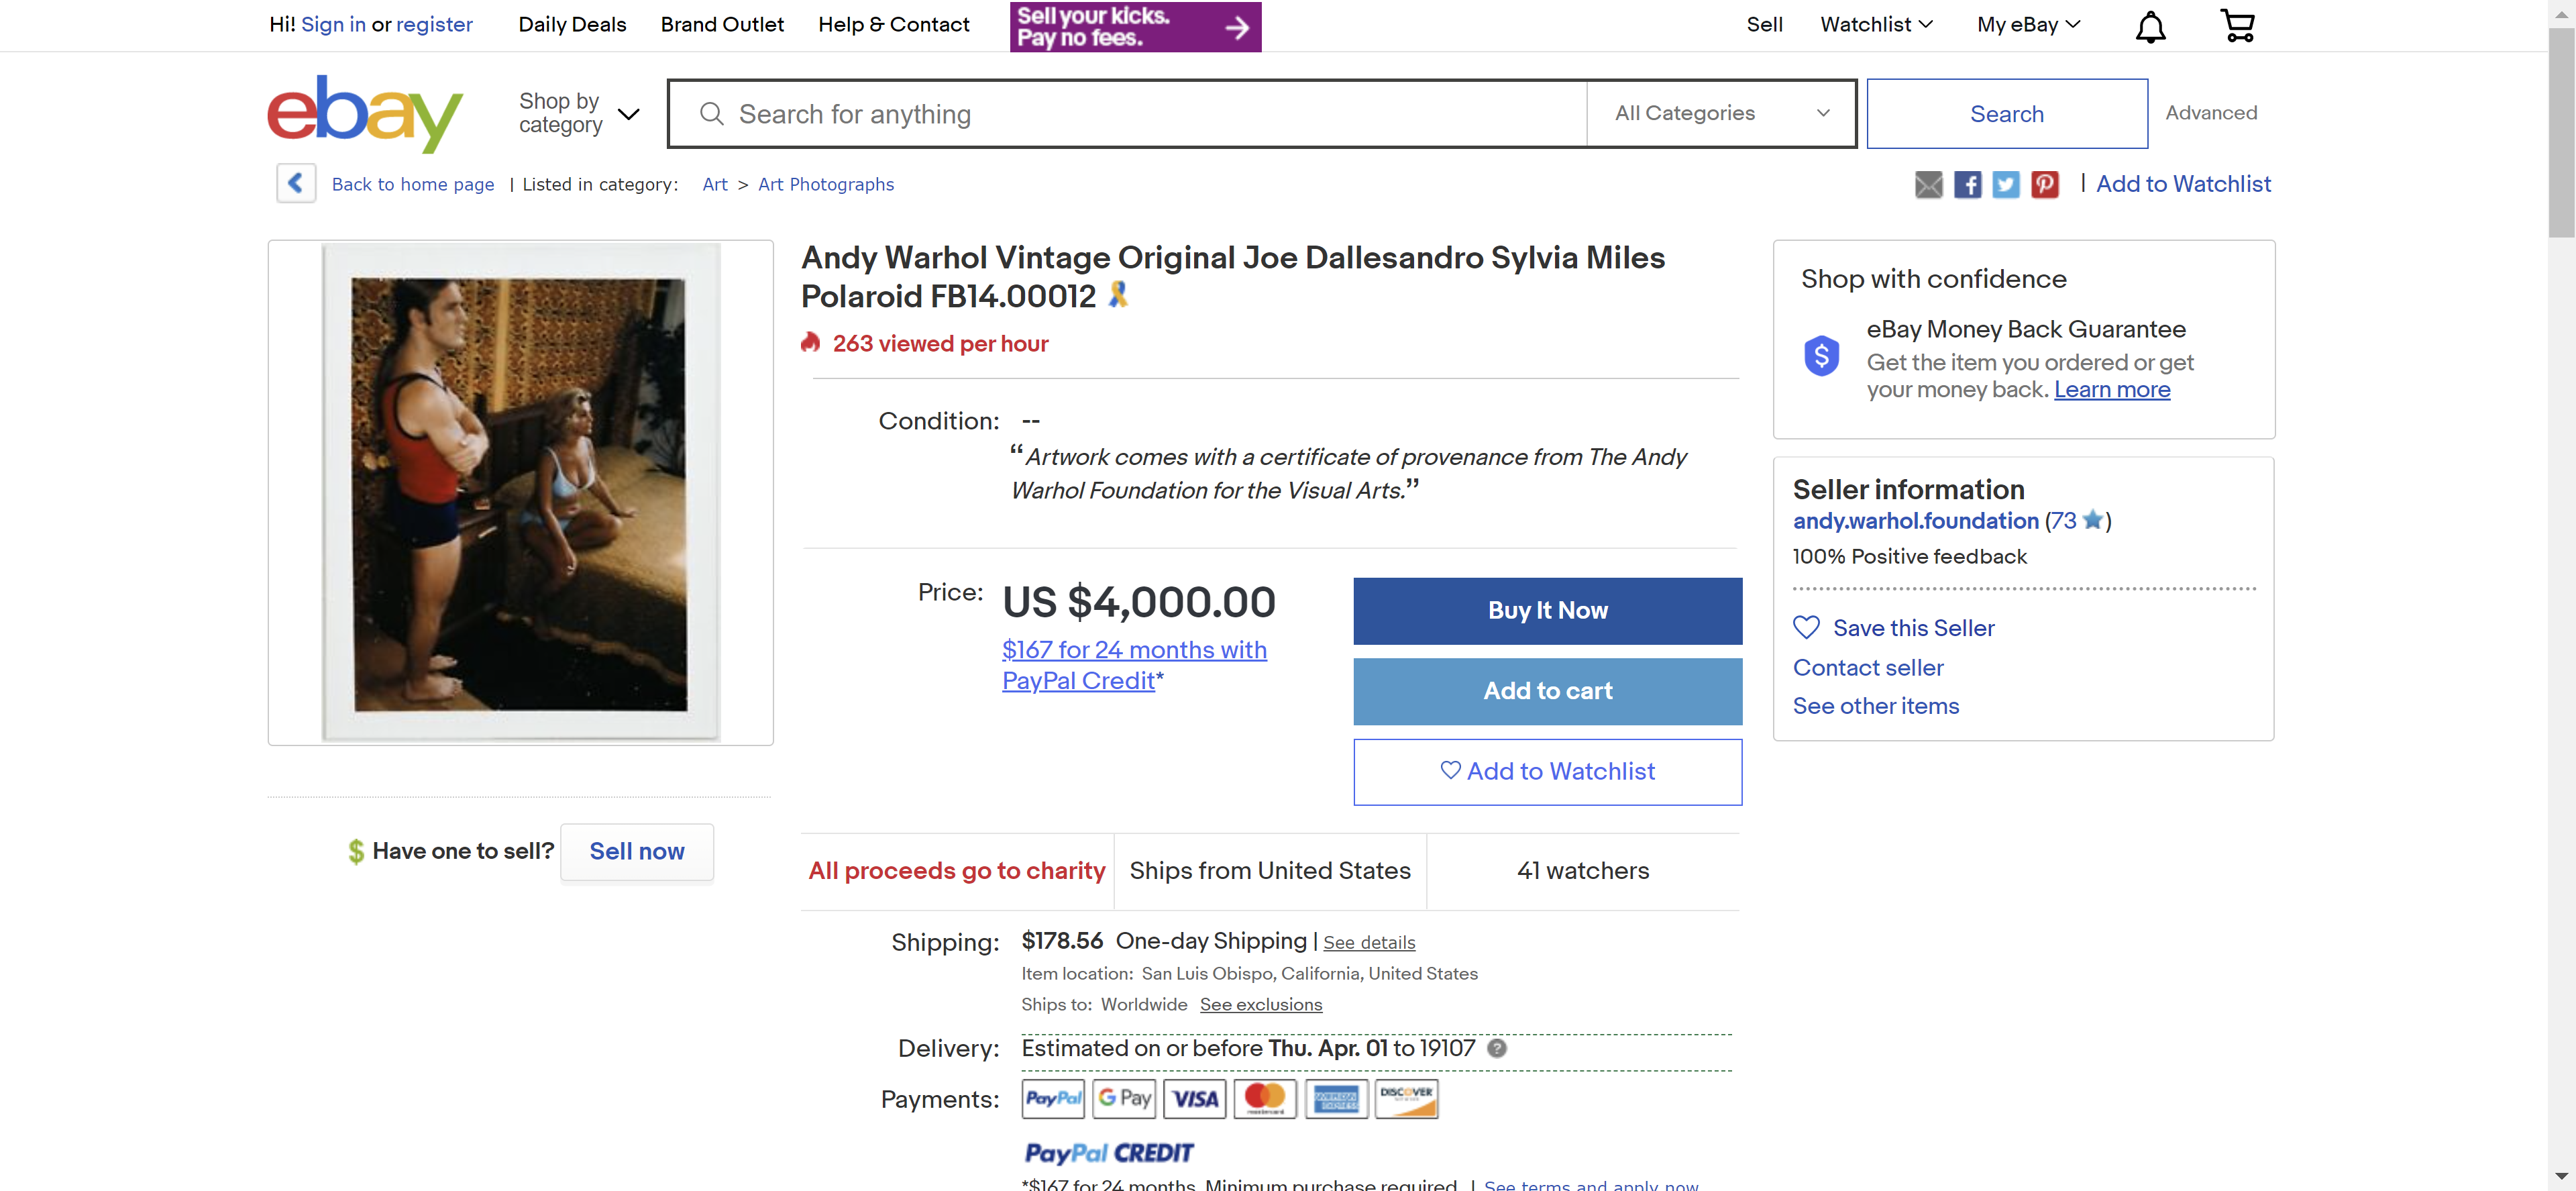 Hi! Sign in or register
Daily Deals
Brand Outlet
Help & Contact
Sell your kicks.
Pay no fees.
Sell
Watchlist
My eBay
ebay
Shop by
category
Search for anything
All Categories
Search
Advanced
Back to home page | Listed in category: Art > Art Photographs
| Add to Watchlist
Andy Warhol Vintage Original Joe Dallesandro Sylvia Miles
Polaroid FB14.00012
263 viewed per hour
Condition: --
“Artwork comes with a certificate of provenance from The Andy
Warhol Foundation for the Visual Arts.”
Price: US $4,000.00
$167 for 24 months with
PayPal Credit*
Buy It Now
Add to cart
Add to Watchlist
$ Have one to sell? Sell now
All proceeds go to charity
Ships from United States
41 watchers
Shipping: $178.56 One-day Shipping | See details
Item location: San Luis Obispo, California, United States
Ships to: Worldwide See exclusions
Delivery: Estimated on or before Thu. Apr. 01 to 19107 ?
Payments: PayPal G Pay VISA mastercard AMERICAN EXPRESS DISCOVER
PayPal CREDIT
*$167 for 24 months. Minimum purchase required. | See terms and apply now
Shop with confidence
$
eBay Money Back Guarantee
Get the item you ordered or get
your money back. Learn more
Seller information
andy.warhol.foundation (73)
100% Positive feedback
Save this Seller
Contact seller
See other items